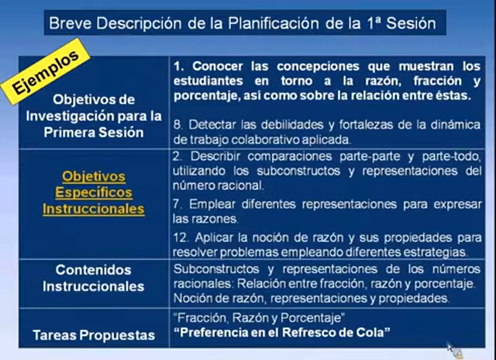 Breve Descripción de la Planificación de la 1ª Sesión
Ejemplos
Objetivos de
Investigación para la
Primera Sesión
1. Conocer las concepciones que muestran los
estudiantes en torno a la razón, fracción y
porcentaje, asi como sobre la relación entre éstas.
8. Detectar las debilidades y fortalezas de la dinámica
de trabajo colaborativo aplicada.
Objetivos
Específicos
Instruccionales
2. Describir comparaciones parte-parte y parte-todo,
utilizando los subconstructos y representaciones del
número racional.
7. Emplear diferentes representaciones para expresar
las razones.
12. Aplicar la noción de razón y sus propiedades para
resolver problemas empleando diferentes estrategias.
Contenidos
Instruccionales
Subconstructos y representaciones de los números
racionales: Relación entre fracción, razón y porcentaje.
Noción de razón, representaciones y propiedades.
Tareas Propuestas
“Fracción, Razón y Porcentaje”
“Preferencia en el Refresco de Cola”